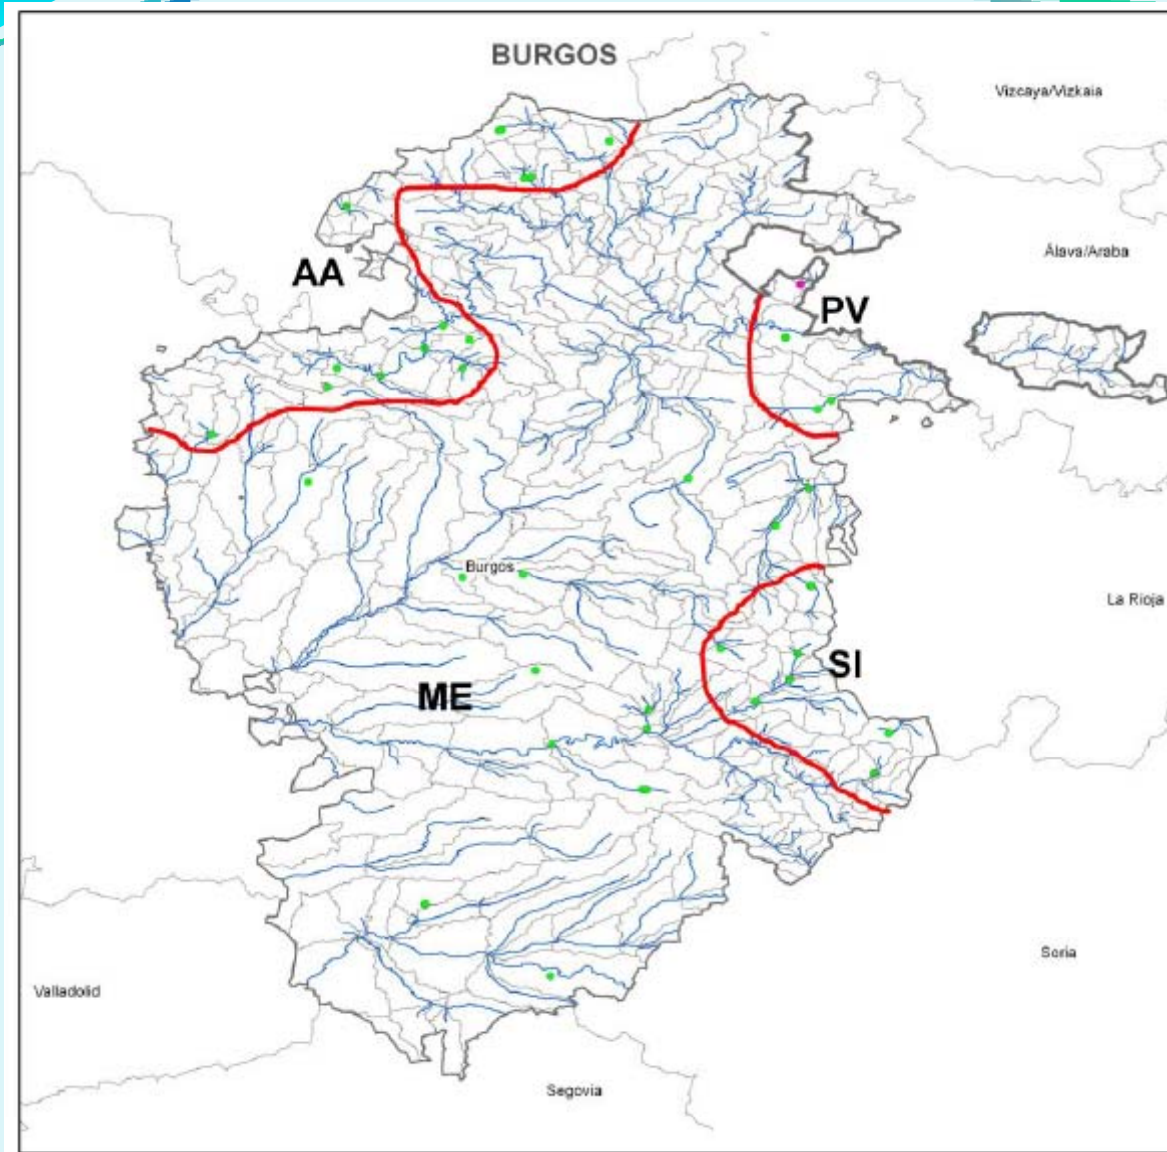 BURGOS
Vizcaya/Vizkaia
Álava/Araba
AA
PV
Burgos
La Rioja
SI
ME
Soria
Valladolid
Segovia